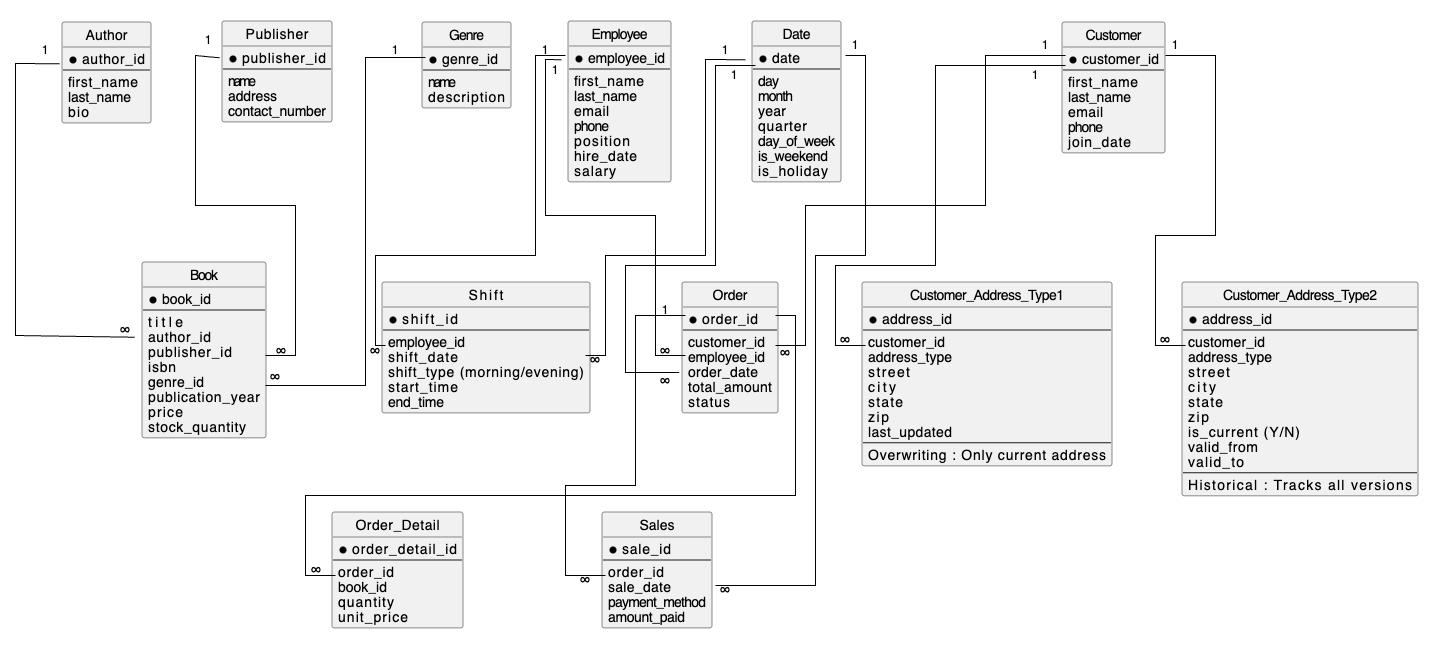 Author
● author_id
first_name
last_name
bio
Publisher
● publisher_id
name
address
contact_number
Genre
● genre_id
name
description
Employee
● employee_id
first_name
last_name
email
phone
position
hire_date
salary
Date
● date
day
month
year
quarter
day_of_week
is_weekend
is_holiday
Customer
● customer_id
first_name
last_name
email
phone
join_date
1
1
1
1
1
1
1
1
1
1
1
Book
● book_id
title
author_id
publisher_id
isbn
genre_id
publication_year
price
stock_quantity
∞
∞
∞
Shift
● shift_id
employee_id
shift_date
shift_type (morning/evening)
start_time
end_time
∞
∞
1
Order
● order_id
customer_id
employee_id
order_date
total_amount
status
∞
∞
∞
Customer_Address_Type1
● address_id
customer_id
address_type
street
city
state
zip
last_updated
Overwriting : Only current address
∞
Customer_Address_Type2
● address_id
customer_id
address_type
street
city
state
zip
is_current (Y/N)
valid_from
valid_to
Historical : Tracks all versions
∞
Order_Detail
● order_detail_id
order_id
book_id
quantity
unit_price
∞
Sales
● sale_id
order_id
sale_date
payment_method
amount_paid
∞
∞